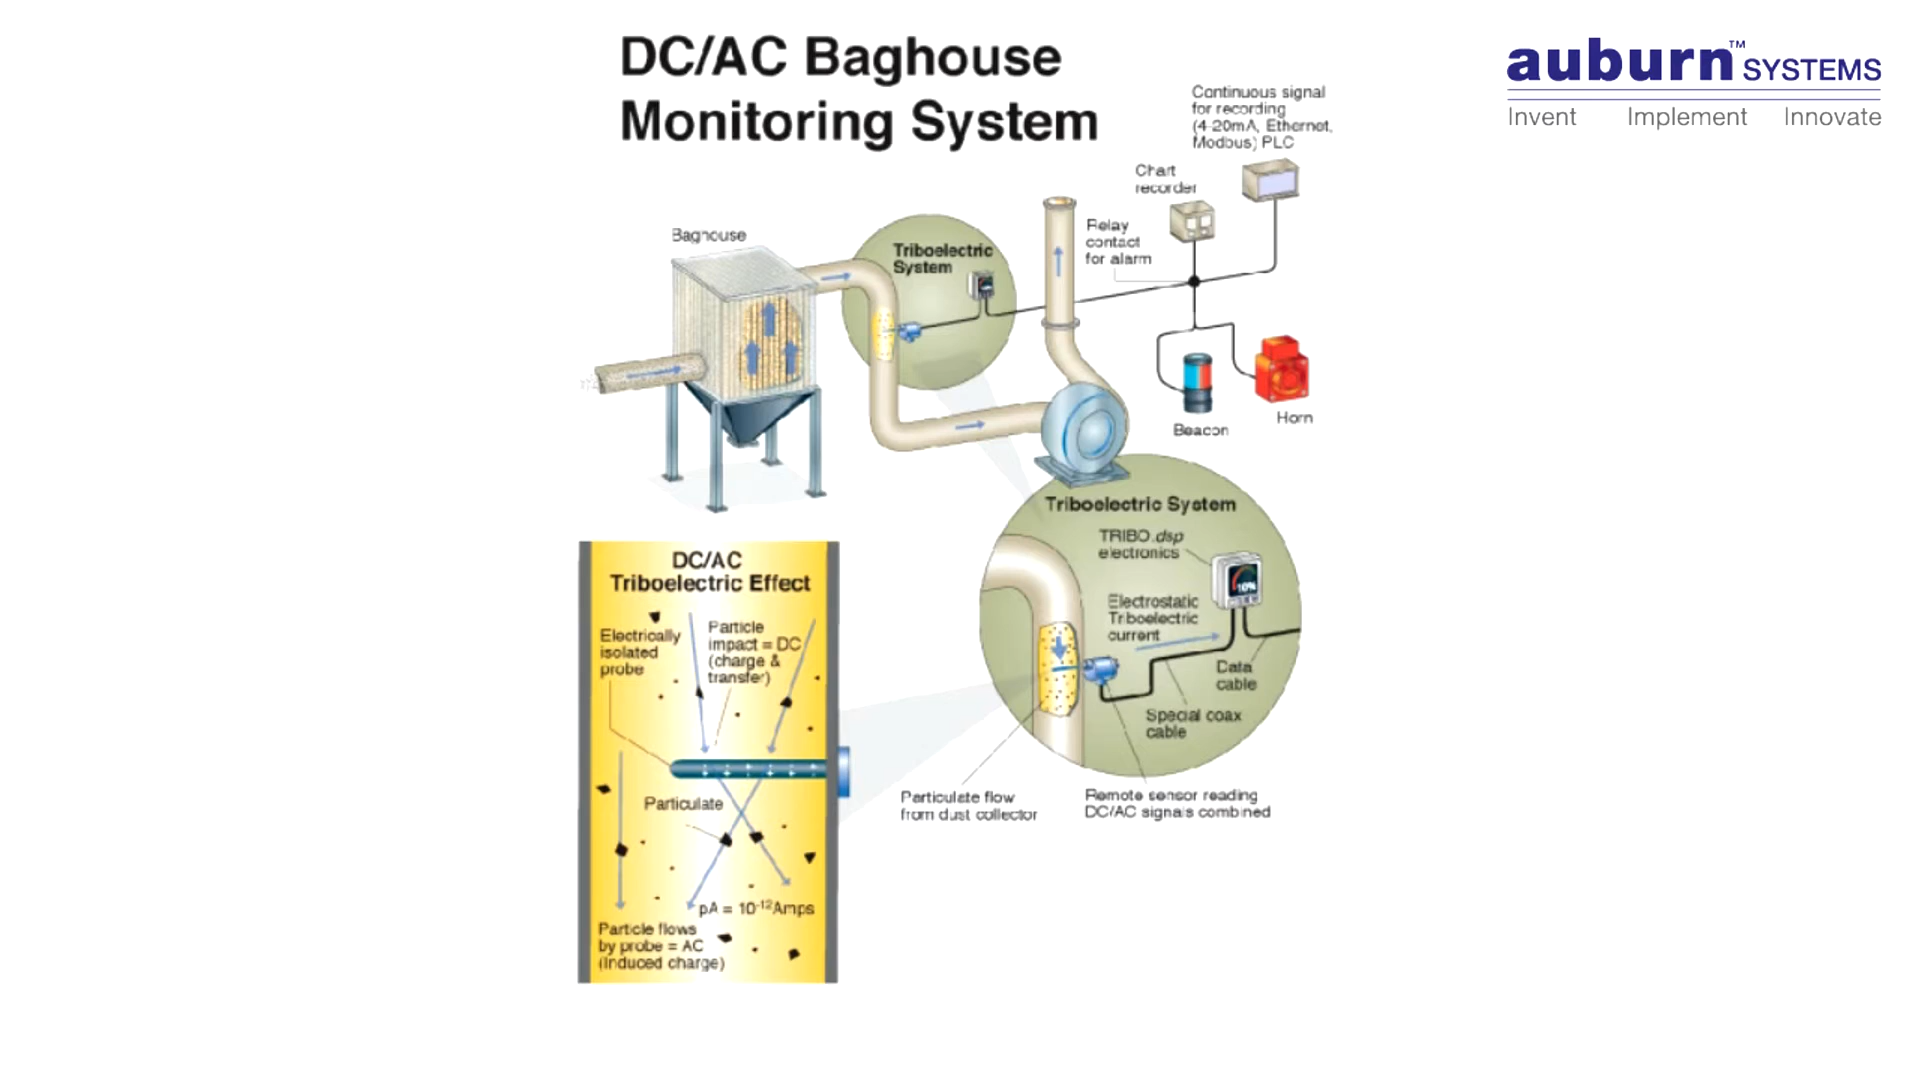 DC/AC Baghouse
Monitoring System
auburn™ SYSTEMS
Invent Implement Innovate
Continuous signal
for recording
(4-20mA, Ethernet,
Modbus) PLC
Chart
recorder
Relay
contact
for alarm
Baghouse
Triboelectric
System
Beacon
Horn
Triboelectric System
TRIBO.dsp
electronics
10%
Electrostatic
Triboelectric
current
Data
cable
Special coax
cable
Particulate flow
from dust collector
Remote sensor reading
DC/AC signals combined
DC/AC
Triboelectric Effect
Electrically
isolated
probe
Particle
impact = DC
(charge &
transfer)
Particulate
pA = 10-12Amps
Particle flows
by probe = AC
(Induced charge)